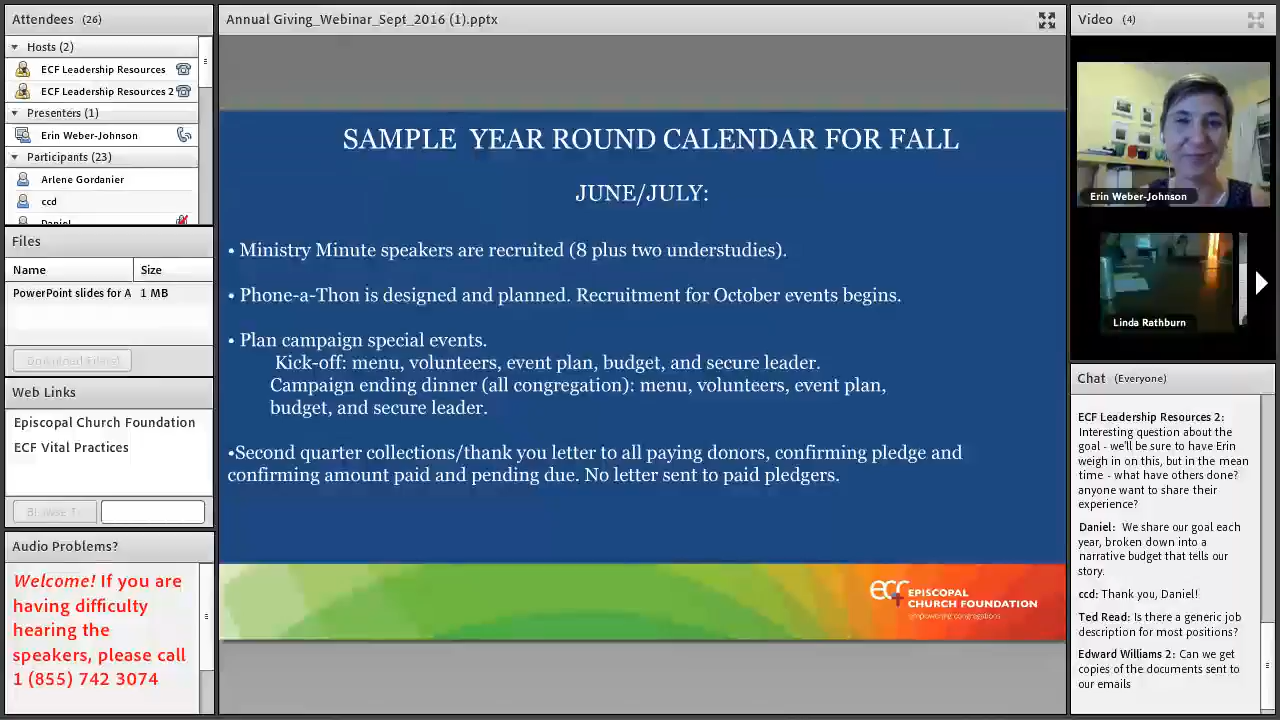 Attendees (26)
Hosts (2)
ECF Leadership Resources
ECF Leadership Resources 2
Presenters (1)
Erin Weber-Johnson
Participants (23)
Arlene Gordanier
ccd
Daniel
Files
Name Size
PowerPoint slides for A 1 MB
Download File(s)
Web Links
Episcopal Church Foundation
ECF Vital Practices
Browse T
Audio Problems?
Welcome! If you are
having difficulty
hearing the
speakers, please call
1 (855) 742 3074
Annual Giving_Webinar_Sept_2016 (1).pptx
SAMPLE YEAR ROUND CALENDAR FOR FALL
JUNE/JULY:
• Ministry Minute speakers are recruited (8 plus two understudies).
• Phone-a-Thon is designed and planned. Recruitment for October events begins.
• Plan campaign special events.
Kick-off: menu, volunteers, event plan, budget, and secure leader.
Campaign ending dinner (all congregation): menu, volunteers, event plan,
budget, and secure leader.
•Second quarter collections/thank you letter to all paying donors, confirming pledge and
confirming amount paid and pending due. No letter sent to paid pledgers.
ecf EPISCOPAL
CHURCH FOUNDATION
empowering congregations
Video (4)
Erin Weber-Johnson
Linda Rathburn
Chat (Everyone)
ECF Leadership Resources 2:
Interesting question about the
goal - we'll be sure to have Erin
weigh in on this, but in the mean
time - what have others done?
anyone want to share their
experience?
Daniel: We share our goal each
year, broken down into a
narrative budget that tells our
story.
ccd: Thank you, Daniel!
Ted Read: Is there a generic job
description for most positions?
Edward Williams 2: Can we get
copies of the documents sent to
our emails